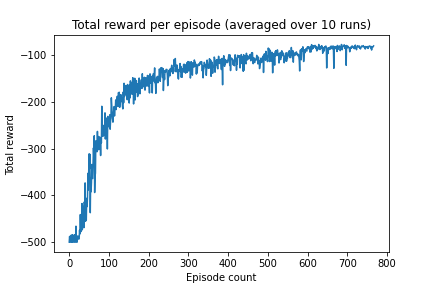 Total reward per episode (averaged over 10 runs)
Total reward
−100
−200
−300
−400
−500
0 100 200 300 400 500 600 700 800
Episode count